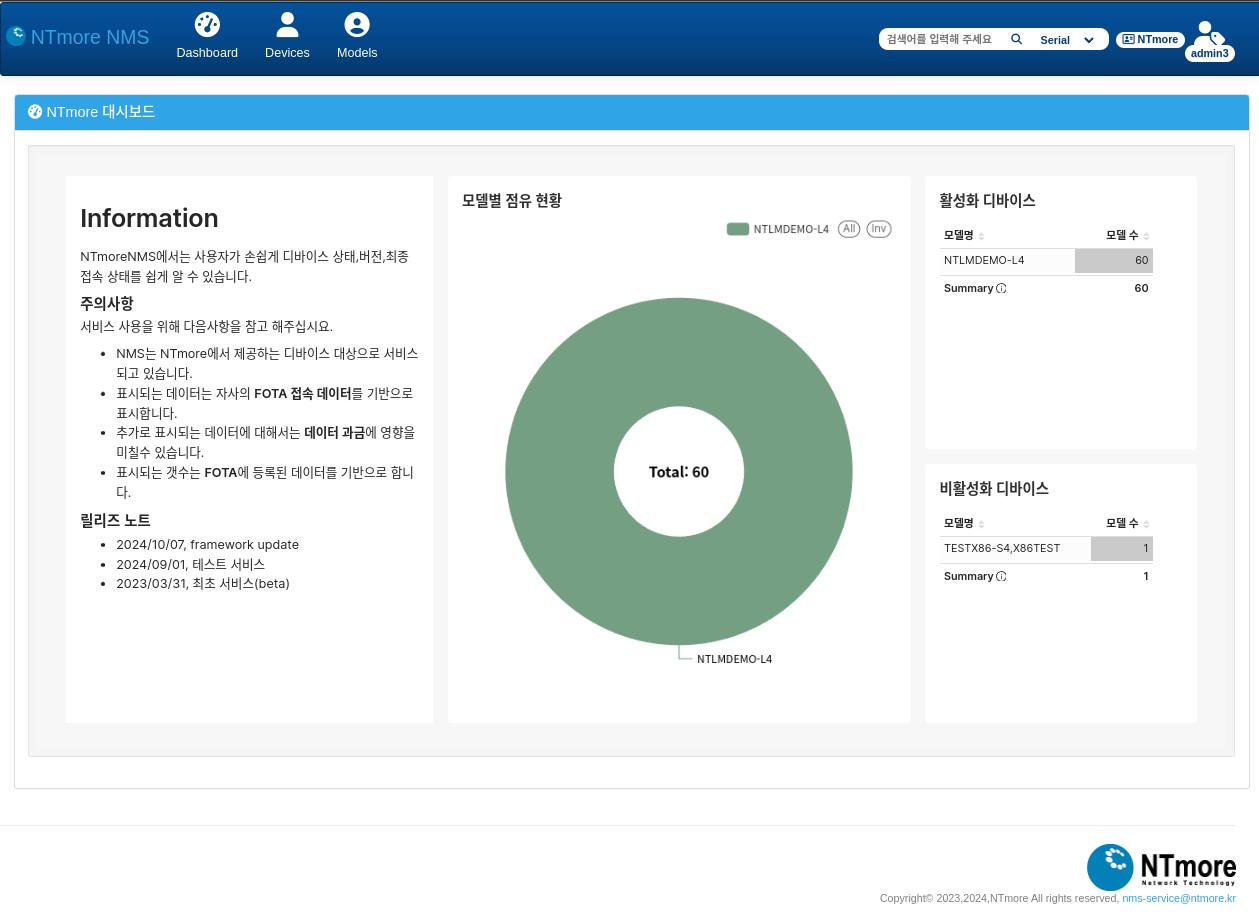 NTmore NMS
Dashboard
Devices
Models
검색어를 입력해 주세요
Serial
NTmore
admin3
NTmore 대시보드
Information
NTmoreNMS에서는 사용자가 손쉽게 디바이스 상태,버전,최종
접속 상태를 쉽게 알 수 있습니다.
주의사항
서비스 사용을 위해 다음사항을 참고 해주십시요.
NMS는 NTmore에서 제공하는 디바이스 대상으로 서비스
되고 있습니다.
표시되는 데이터는 자사의 FOTA 접속 데이터를 기반으로
표시합니다.
추가로 표시되는 데이터에 대해서는 데이터 과금에 영향을
미칠수 있습니다.
표시되는 갯수는 FOTA에 등록된 데이터를 기반으로 합니
다.
릴리즈 노트
2024/10/07, framework update
2024/09/01, 테스트 서비스
2023/03/31, 최초 서비스(beta)
모델별 점유 현황
NTLMDEMO-L4
All
Inv
Total: 60
NTLMDEMO-L4
활성화 디바이스
모델명 모델 수
NTLMDEMO-L4 60
Summary 60
비활성화 디바이스
모델명 모델 수
TESTX86-S4,X86TEST 1
Summary 1
NTmore
Network Technology
Copyright© 2023,2024,NTmore All rights reserved, nms-service@ntmore.kr